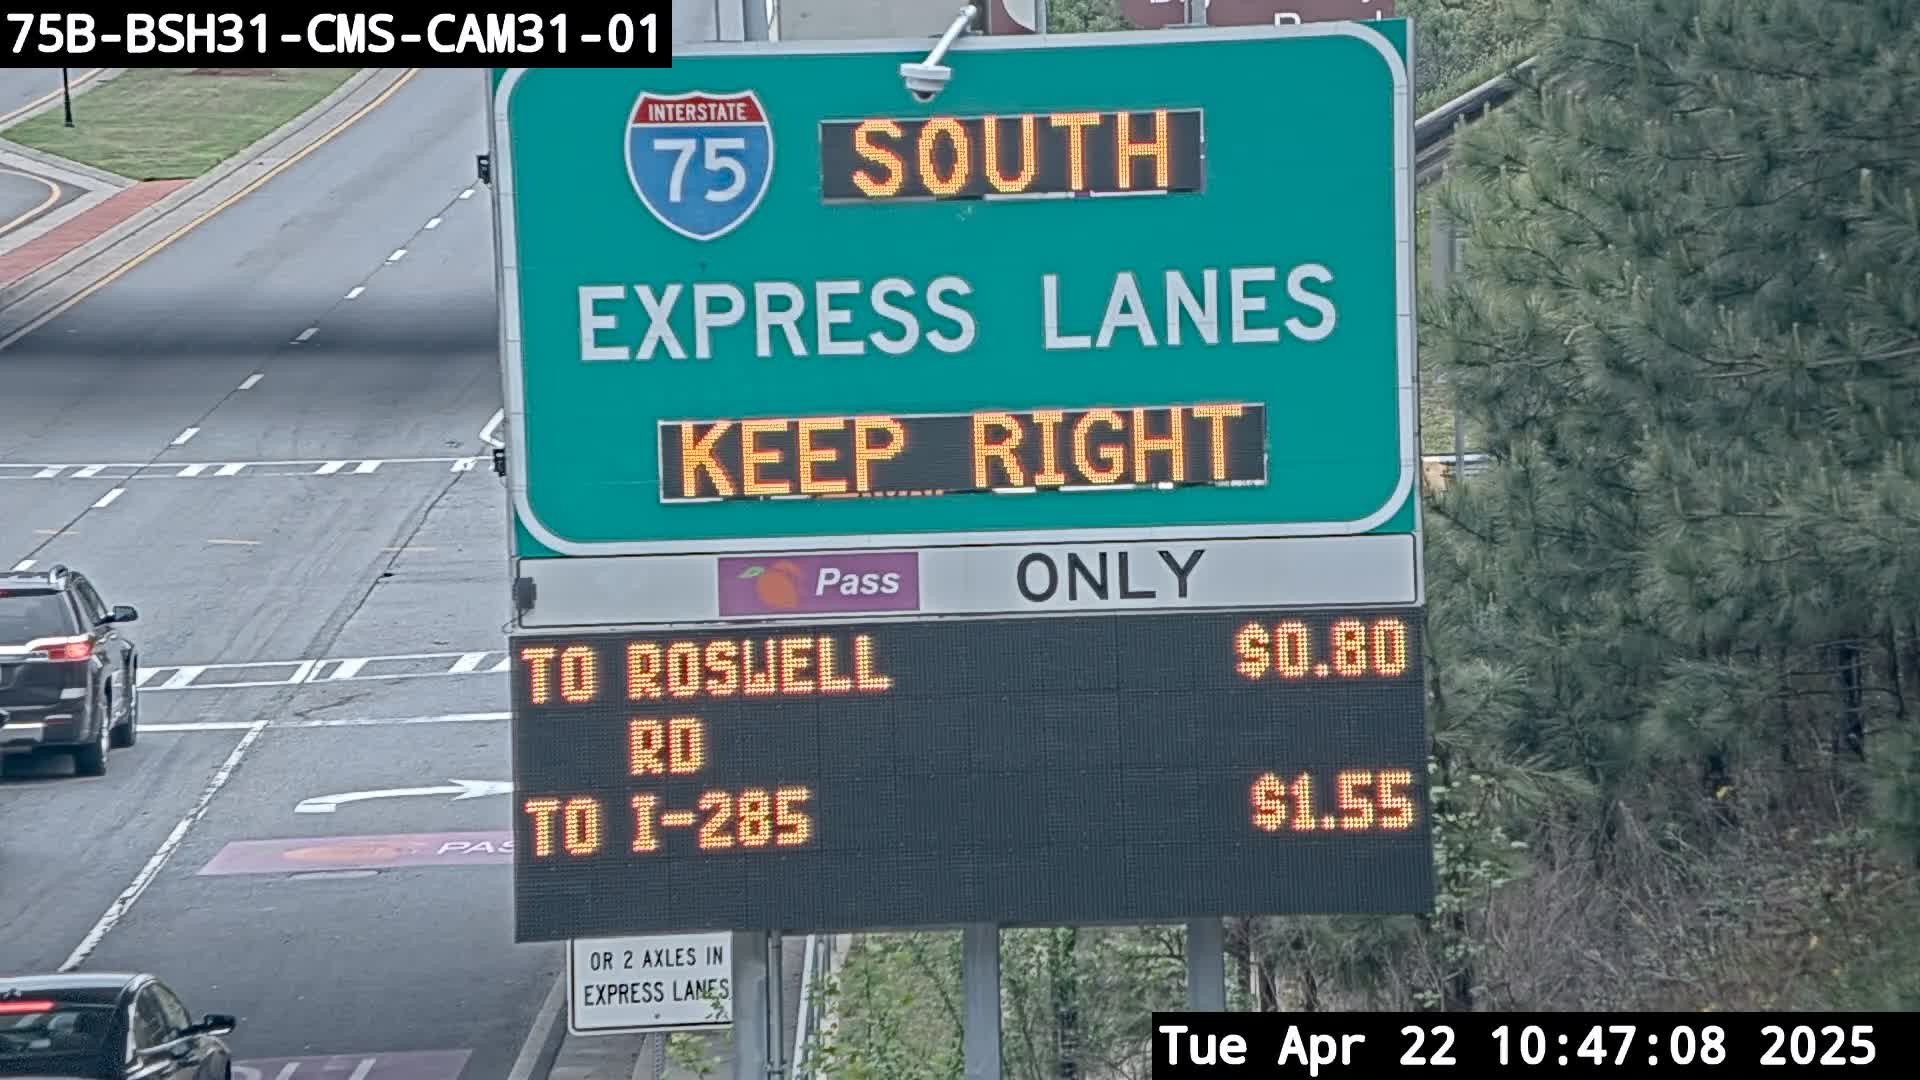 75B-BSH31-CMS-CAM31-01
INTERSTATE
75
SOUTH
EXPRESS LANES
KEEP RIGHT
Pass ONLY
TO ROSWELL $0.80
RD
TO I-285 $1.55
OR 2 AXLES IN
EXPRESS LANES
Tue Apr 22 10:47:08 2025